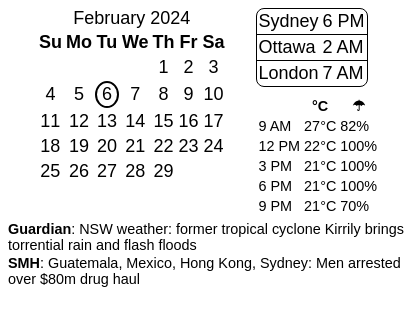 February 2024
Su Mo Tu We Th Fr Sa
1 2 3
4 5 6 7 8 9 10
11 12 13 14 15 16 17
18 19 20 21 22 23 24
25 26 27 28 29
Sydney 6 PM
Ottawa 2 AM
London 7 AM
°C ☂
9 AM 27°C 82%
12 PM 22°C 100%
3 PM 21°C 100%
6 PM 21°C 100%
9 PM 21°C 70%
Guardian: NSW weather: former tropical cyclone Kirrily brings
torrential rain and flash floods
SMH: Guatemala, Mexico, Hong Kong, Sydney: Men arrested
over $80m drug haul